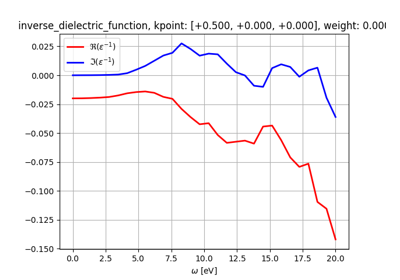 inverse_dielectric_function, kpoint: [+0.500, +0.000, +0.000], weight: 0.000
0.025
0.000
−0.025
−0.050
−0.075
−0.100
−0.125
−0.150
ℜ(ε⁻¹)
ℑ(ε⁻¹)
0.0 2.5 5.0 7.5 10.0 12.5 15.0 17.5 20.0
ω [eV]